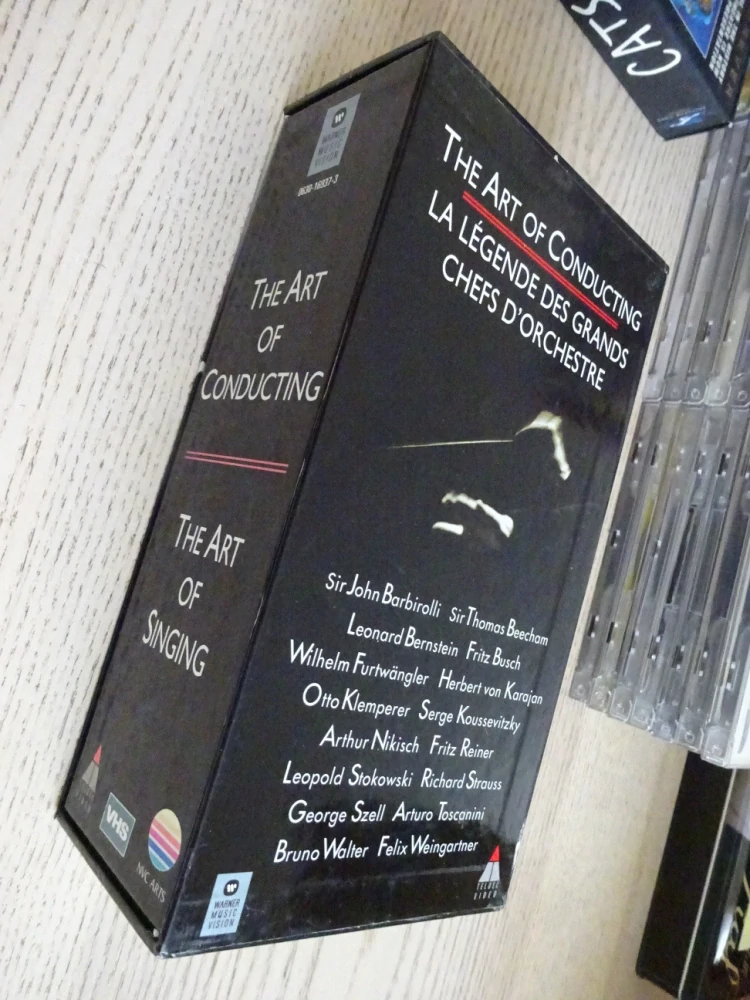 CATS
WARNER
MUSIC
VISION
0630-16937-3
THE ART
OF
CONDUCTING
THE ART
OF
SINGING
VHS
NVC ARTS
THE ART OF CONDUCTING
LA LÉGENDE DES GRANDS
CHEFS D'ORCHESTRE
Sir John Barbirolli Sir Thomas Beecham
Leonard Bernstein Fritz Busch
Wilhelm Furtwängler Herbert von Karajan
Otto Klemperer Serge Koussevitzky
Arthur Nikisch Fritz Reiner
Leopold Stokowski Richard Strauss
George Szell Arturo Toscanini
Bruno Walter Felix Weingartner
WARNER
MUSIC
VISION
TELDEC
VIDEO